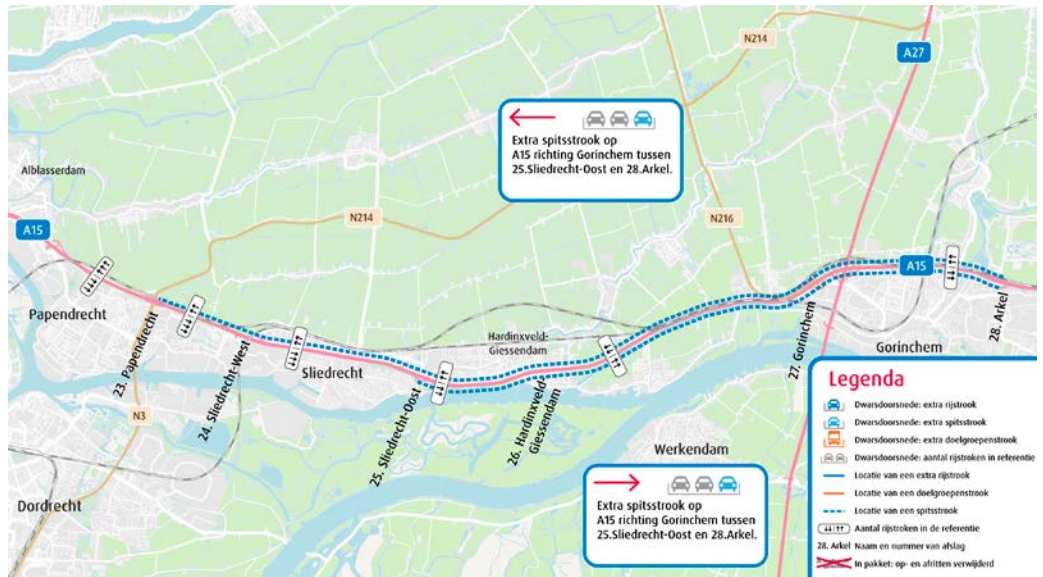 N214
A27
Extra spitsstrook op
A15 richting Gorinchem tussen
25.Sliedrecht-Oost en 28.Arkel.
Alblasserdam
N214
N216
A15
A15
Papendrecht
23. Papendrecht
24. Sliedrecht-West
Sliedrecht
25. Sliedrecht-Oost
Hardinxveld-
Giessendam
26. Hardinxveld-
Giessendam
27. Gorinchem
Gorinchem
28. Arkel
N3
Dordrecht
Werkendam
Extra spitsstrook op
A15 richting Gorinchem tussen
25.Sliedrecht-Oost en 28.Arkel.
Legenda
Dwarsdoorsnede: extra rijstrook
Dwarsdoorsnede: extra spitsstrook
Dwarsdoorsnede: extra doelgroepenstrook
Dwarsdoorsnede: aantal rijstroken in referentie
Locatie van een extra rijstrook
Locatie van een doelgroepenstrook
Locatie van een spitsstrook
Aantal rijstroken in de referentie
28. Arkel Naam en nummer van afslag
In pakket: op- en afritten verwijderd